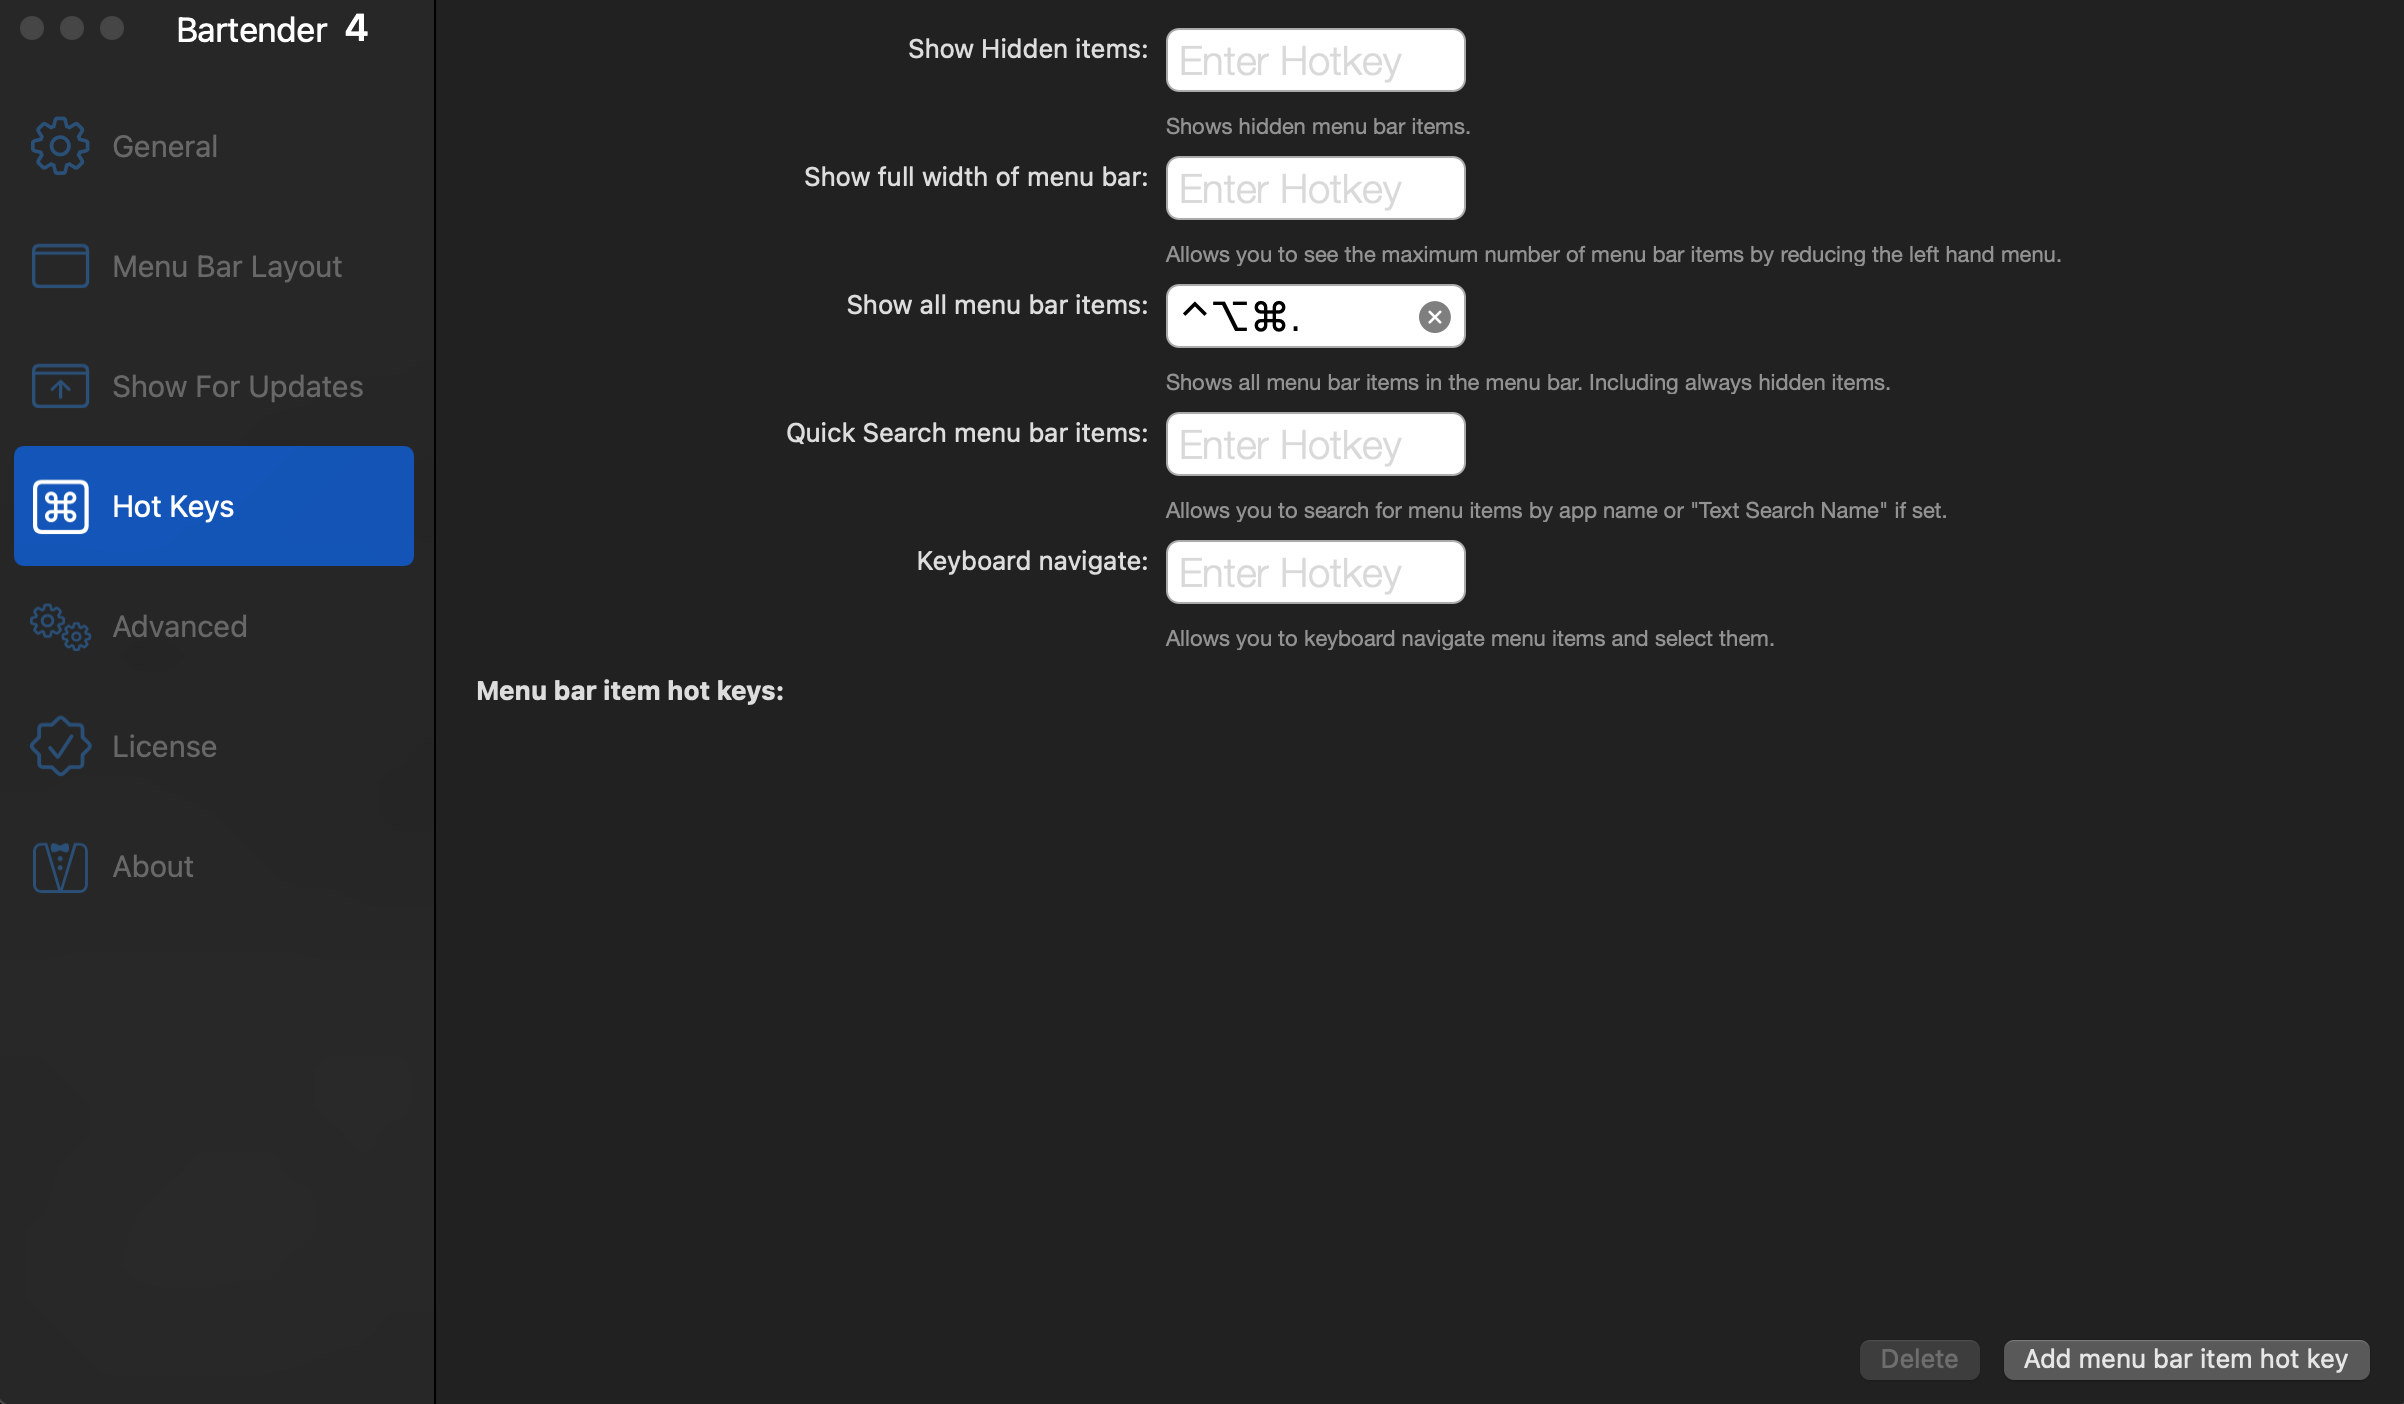 Bartender 4
General
Menu Bar Layout
Show For Updates
Hot Keys
Advanced
License
About
Show Hidden items: Enter Hotkey
Shows hidden menu bar items.
Show full width of menu bar: Enter Hotkey
Allows you to see the maximum number of menu bar items by reducing the left hand menu.
Show all menu bar items: ^⌥⌘.
Shows all menu bar items in the menu bar. Including always hidden items.
Quick Search menu bar items: Enter Hotkey
Allows you to search for menu items by app name or "Text Search Name" if set.
Keyboard navigate: Enter Hotkey
Allows you to keyboard navigate menu items and select them.
Menu bar item hot keys:
Delete Add menu bar item hot key